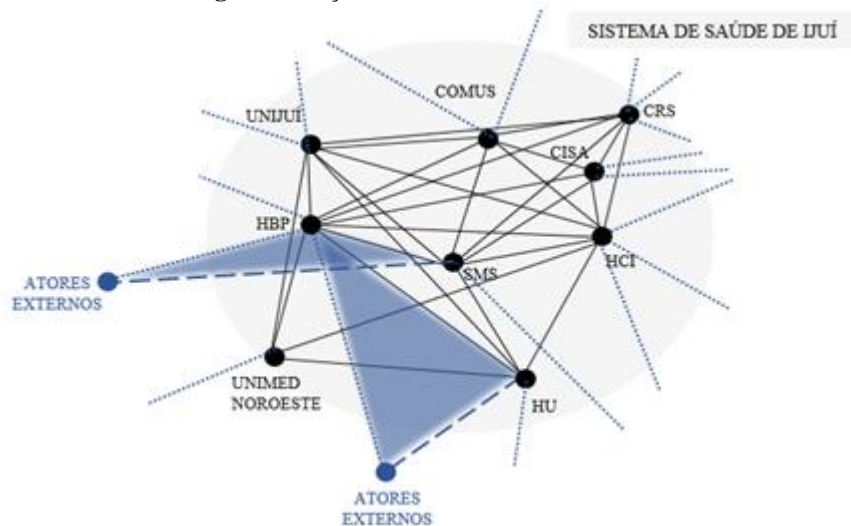 SISTEMA DE SAÚDE DE IJUÍ
COMUS
UNIJUÍ
CRS
CISA
HBP
SMS
HCI
ATORES
EXTERNOS
UNIMED
NOROESTE
HU
ATORES
EXTERNOS